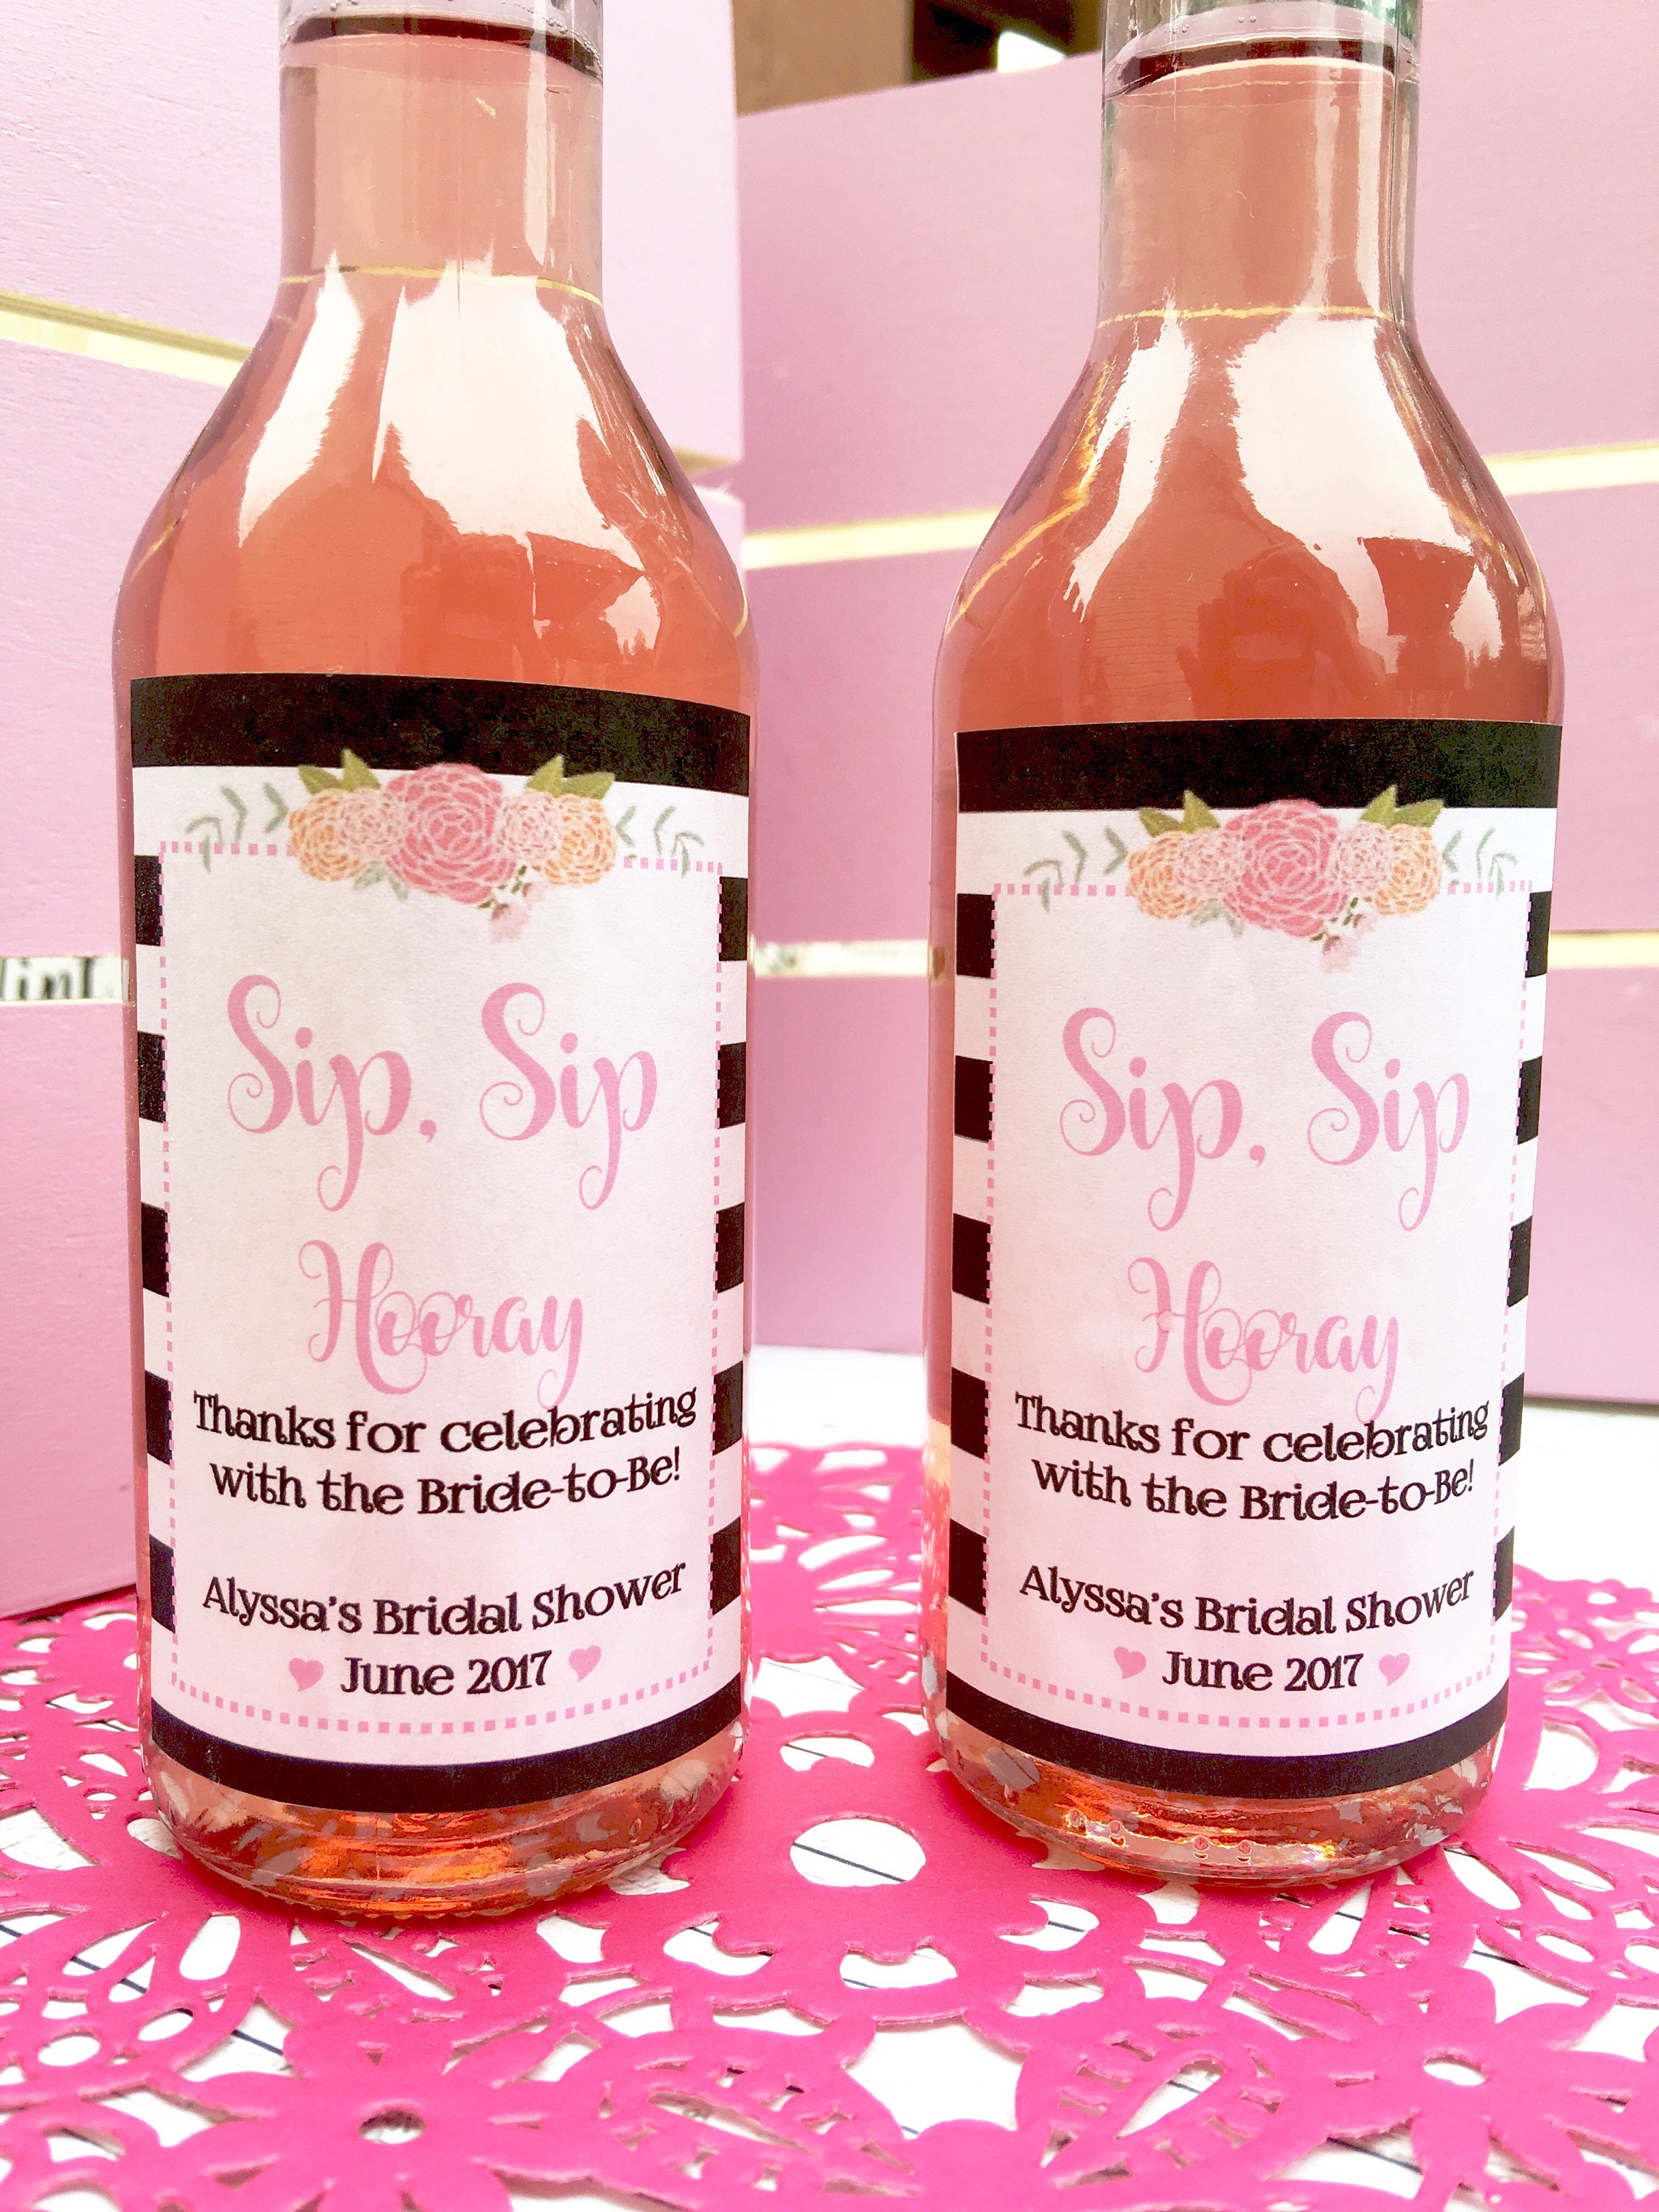 Sip, Sip
Hooray
Thanks for celebrating
with the Bride-to-Be!
Alyssa's Bridal Shower
June 2017
Sip, Sip
Hooray
Thanks for celebrating
with the Bride-to-Be!
Alyssa's Bridal Shower
June 2017